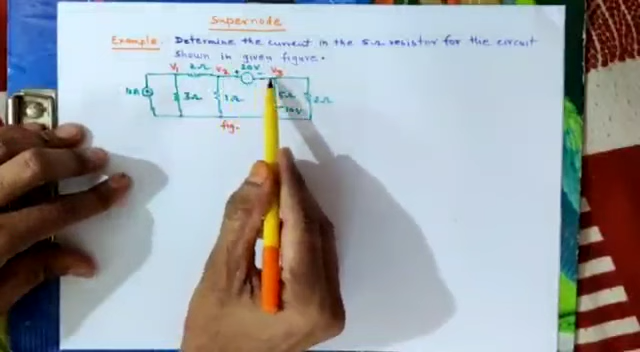 Supernode
Example: Determine the current in the 5Ω resistor for the circuit
shown in given figure.
V1 2Ω V2 + 20V - V3
10A 3Ω 1Ω 5Ω 2Ω
10V
fig.